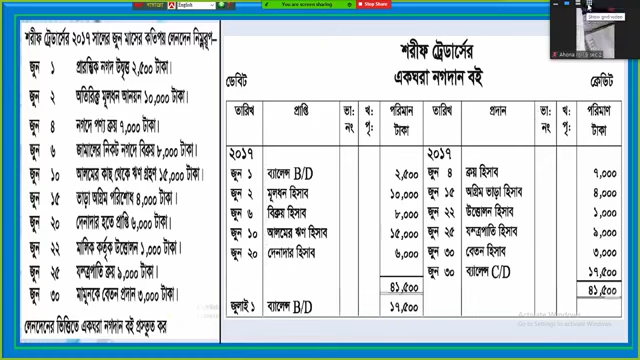 English
You are screen sharing
Stop Share
Ahona
শরীফ ট্রেডার্সের ২০১৭ সালের জুন মাসের কতিপয় লেনদেন নিম্নরূপ-
জুন ১ প্রারম্ভিক নগদ উদ্বৃত্ত ২,৫০০ টাকা।
জুন ২ অতিরিক্ত মূলধন আনয়ন ১০,০০০ টাকা।
জুন ৪ নগদে পণ্য ক্রয় ৭,০০০ টাকা।
জুন ৬ জামালের নিকট নগদে বিক্রয় ৮,০০০ টাকা।
জুন ১০ আলমের কাছ থেকে ঋণ গ্রহণ ১৫,০০০ টাকা।
জুন ১৫ ভাড়া অগ্রিম পরিশোধ ৪,০০০ টাকা।
জুন ২০ দেনাদার হতে প্রাপ্তি ৬,০০০ টাকা।
জুন ২২ মালিক কর্তৃক উত্তোলন ১,০০০ টাকা।
জুন ২৫ যন্ত্রপাতি ক্রয় ৯,০০০ টাকা।
জুন ৩০ মামুনকে বেতন প্রদান ৩,০০০ টাকা।
লেনদেনের ভিত্তিতে একঘরা নগদান বই প্রস্তুত কর
শরীফ ট্রেডার্সের
একঘরা নগদান বই
ডেবিট ক্রেডিট
তারিখ প্রাপ্তি ভা: নং খ: পৃ: পরিমান টাকা তারিখ প্রদান ভা: নং খ: পৃ: পরিমাণ টাকা
২০১৭ ২০১৭
জুন ১ ব্যালেন্স B/D ২,৫০০ জুন ৪ ক্রয় হিসাব ৭,০০০
জুন ২ মূলধন হিসাব ১০,০০০ জুন ১৫ অগ্রিম ভাড়া হিসাব ৪,০০০
জুন ৬ বিক্রয় হিসাব ৮,০০০ জুন ২২ উত্তোলন হিসাব ১,০০০
জুন ১০ আলমের ঋণ হিসাব ১৫,০০০ জুন ২৫ যন্ত্রপাতি হিসাব ৯,০০০
জুন ২০ দেনাদার হিসাব ৬,০০০ জুন ৩০ বেতন হিসাব ৩,০০০
জুন ৩০ ব্যালেন্স C/D ১৭,৫০০
৪১,৫০০ ৪১,৫০০
জুলাই ১ ব্যালেন্স B/D ১৭,৫০০
Activate Windows
Go to Settings to activate Windows.